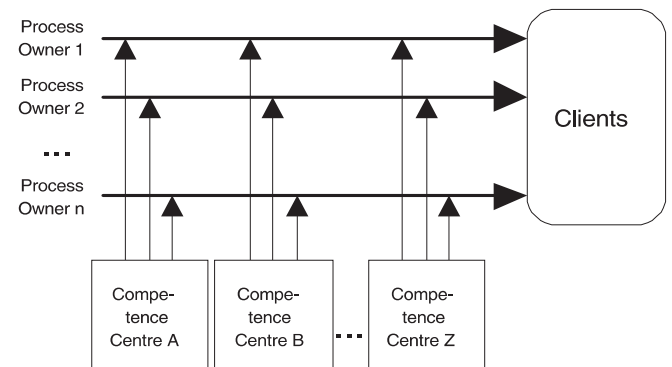 Process
Owner 1
Process
Owner 2
...
Process
Owner n
Clients
Compe-
tence
Centre A
Compe-
tence
Centre B
...
Compe-
tence
Centre Z